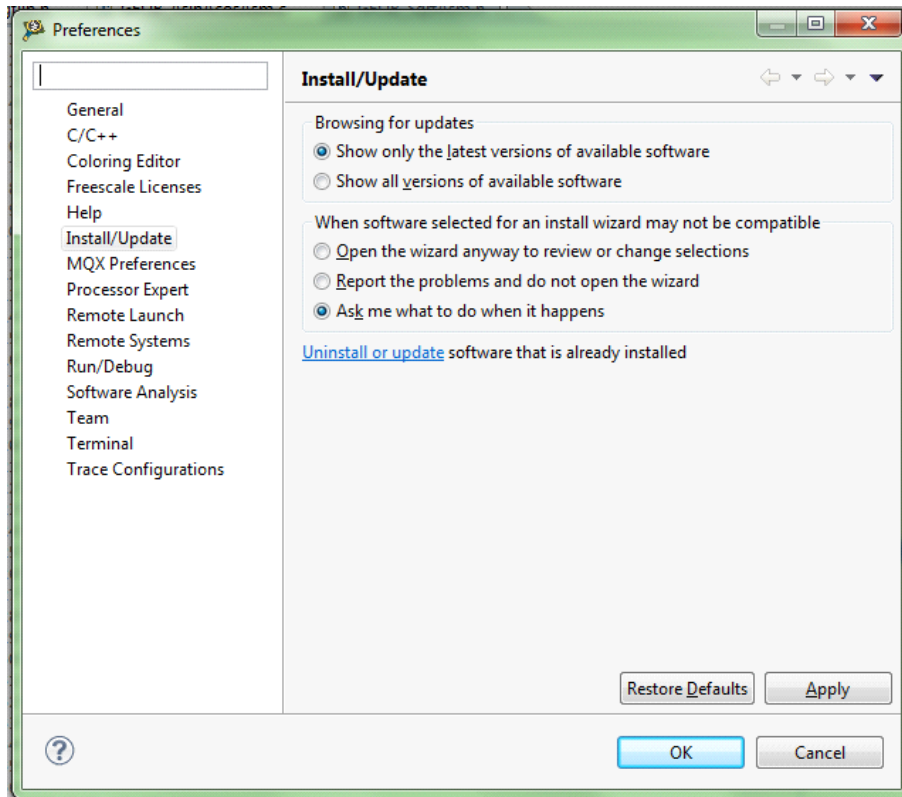 Preferences
Install/Update
General
C/C++
Coloring Editor
Freescale Licenses
Help
Install/Update
MQX Preferences
Processor Expert
Remote Launch
Remote Systems
Run/Debug
Software Analysis
Team
Terminal
Trace Configurations
Browsing for updates
Show only the latest versions of available software
Show all versions of available software
When software selected for an install wizard may not be compatible
Open the wizard anyway to review or change selections
Report the problems and do not open the wizard
Ask me what to do when it happens
Uninstall or update software that is already installed
Restore Defaults
Apply
?
OK
Cancel